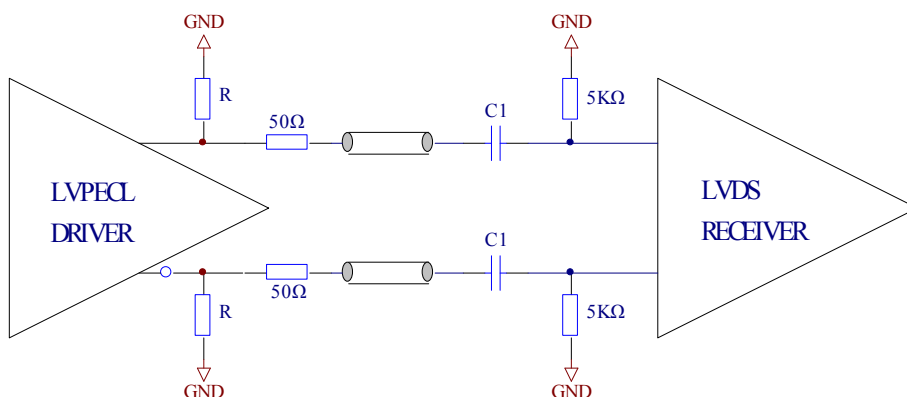 GND
GND
R
5KΩ
50Ω
C1
LVPECL
DRIVER
LVDS
RECEIVER
C1
50Ω
R
5KΩ
GND
GND